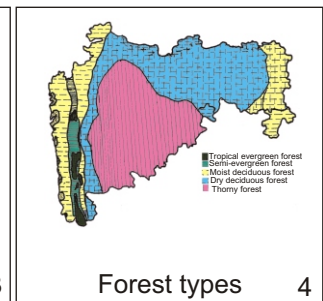 Tropical evergreen forest
Semi-evergreen forest
Moist deciduous forest
Dry deciduous forest
Thorny forest
Forest types 4